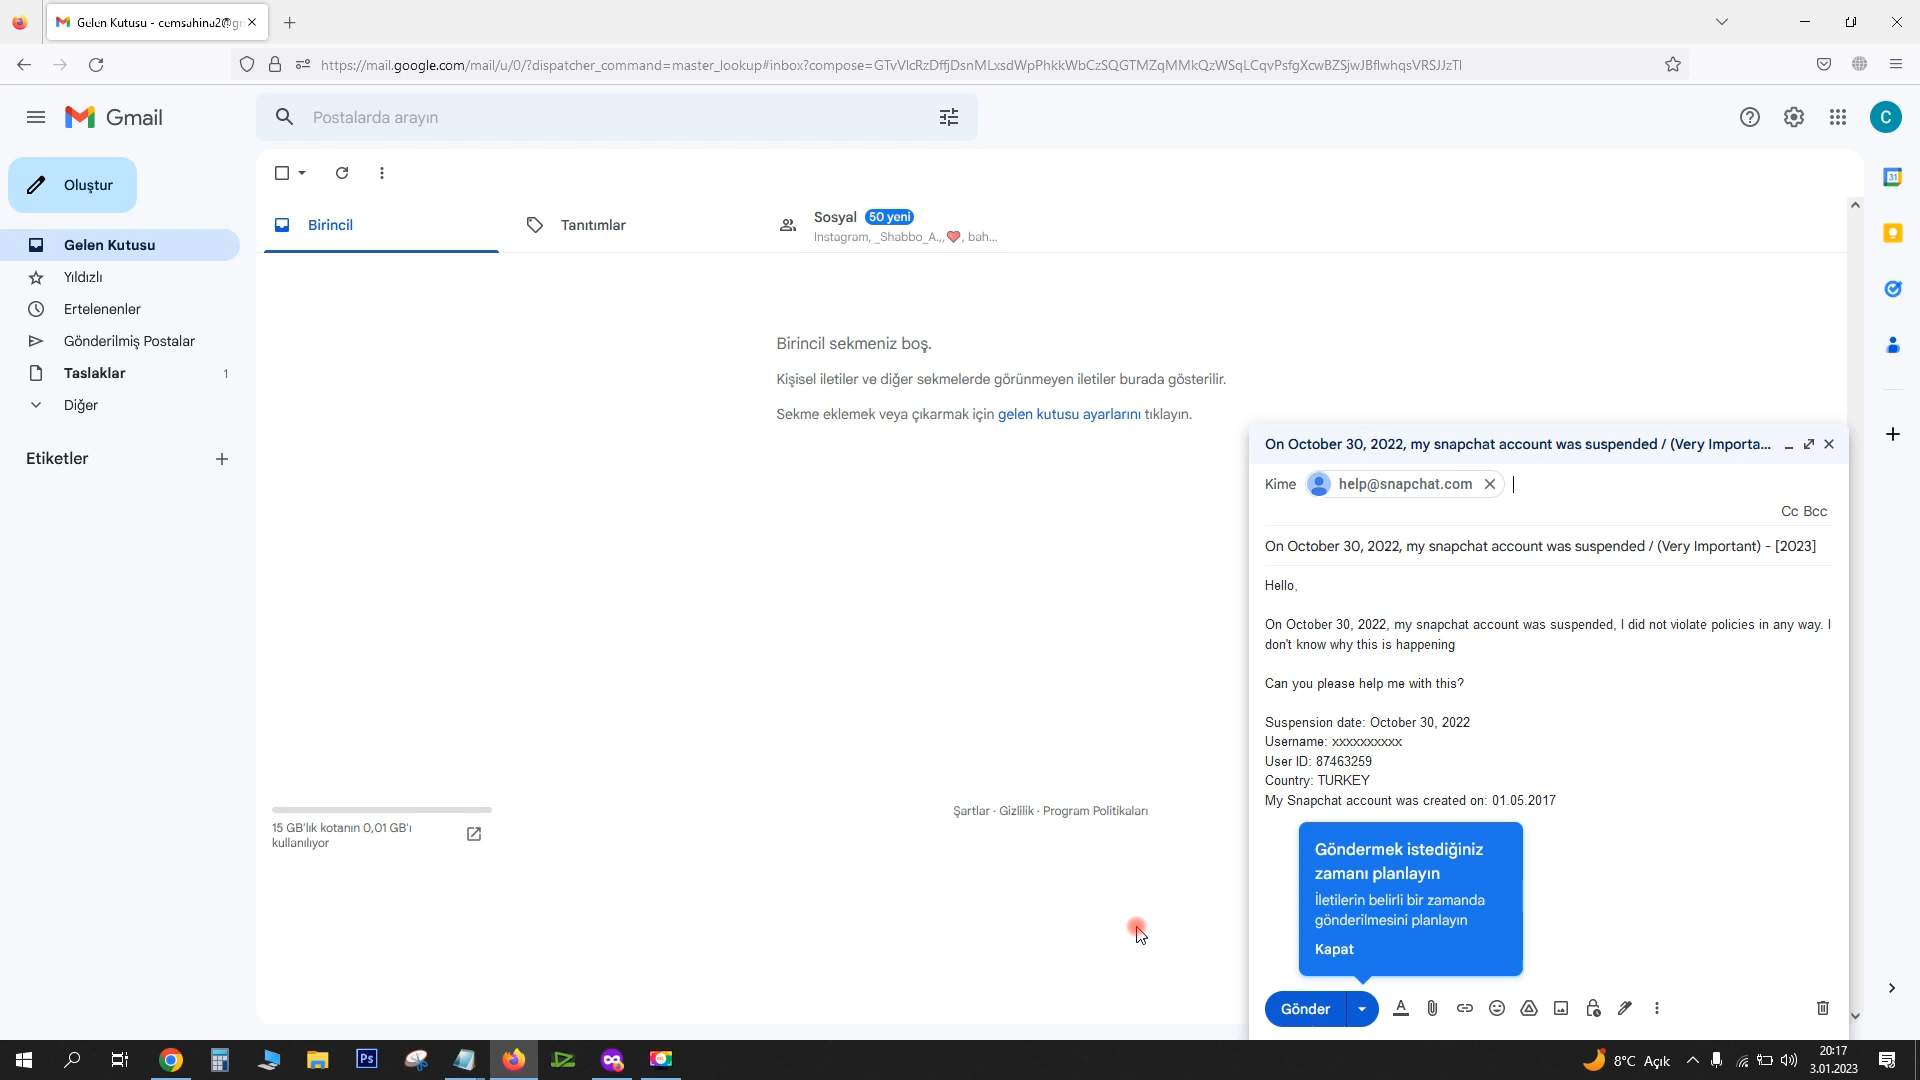 Gelen Kutusu - cemsahina2@gr
https://mail.google.com/mail/u/0/?dispatcher_command=master_lookup#inbox?compose=GTvVlcRzDffjDsnMLxsdWpPhkkWbCzSQGTMZqMMkQzWSqLCqvPsfgXcwBZSjwJBflwhqsVRSJJzTl
Gmail
Postalarda arayın
C
Oluştur
Gelen Kutusu
Yıldızlı
Ertelenenler
Gönderilmiş Postalar
Taslaklar 1
Diğer
Etiketler
Birincil
Tanıtımlar
Sosyal 50 yeni
Instagram, _Shabbo_A.,,❤️, bah...
31
Birincil sekmeniz boş.
Kişisel iletiler ve diğer sekmelerde görünmeyen iletiler burada gösterilir.
Sekme eklemek veya çıkarmak için gelen kutusu ayarlarını tıklayın.
15 GB'lık kotanın 0,01 GB'ı
kullanılıyor
Şartlar · Gizlilik · Program Politikaları
On October 30, 2022, my snapchat account was suspended / (Very Importa...
Kime help@snapchat.com
Cc Bcc
On October 30, 2022, my snapchat account was suspended / (Very Important) - [2023]
Hello,
On October 30, 2022, my snapchat account was suspended, I did not violate policies in any way. I
don't know why this is happening
Can you please help me with this?
Suspension date: October 30, 2022
Username: xxxxxxxxxx
User ID: 87463259
Country: TURKEY
My Snapchat account was created on: 01.05.2017
Göndermek istediğiniz
zamanı planlayın
İletilerin belirli bir zamanda
gönderilmesini planlayın
Kapat
Gönder
Ps
8°C Açık
20:17
3.01.2023